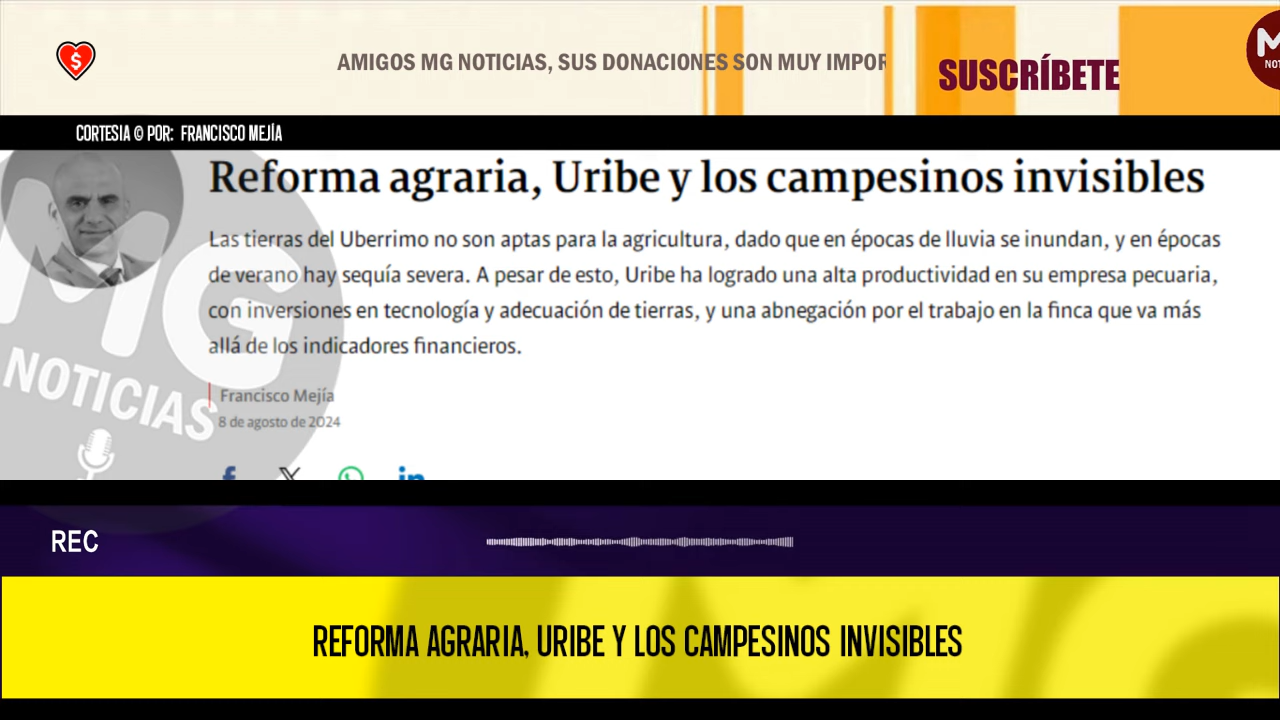 AMIGOS MG NOTICIAS, SUS DONACIONES SON MUY
SUSCRÍBETE
CORTESIA © POR: FRANCISCO MEJÍA
Reforma agraria, Uribe y los campesinos invisibles
Las tierras del Uberrimo no son aptas para la agricultura, dado que en épocas de lluvia se inundan, y en épocas
de verano hay sequía severa. A pesar de esto, Uribe ha logrado una alta productividad en su empresa pecuaria,
con inversiones en tecnología y adecuación de tierras, y una abnegación por el trabajo en la finca que va más
allá de los indicadores financieros.
Francisco Mejía
8 de agosto de 2024
MG
NOTICIAS
REC
REFORMA AGRARIA, URIBE Y LOS CAMPESINOS INVISIBLES